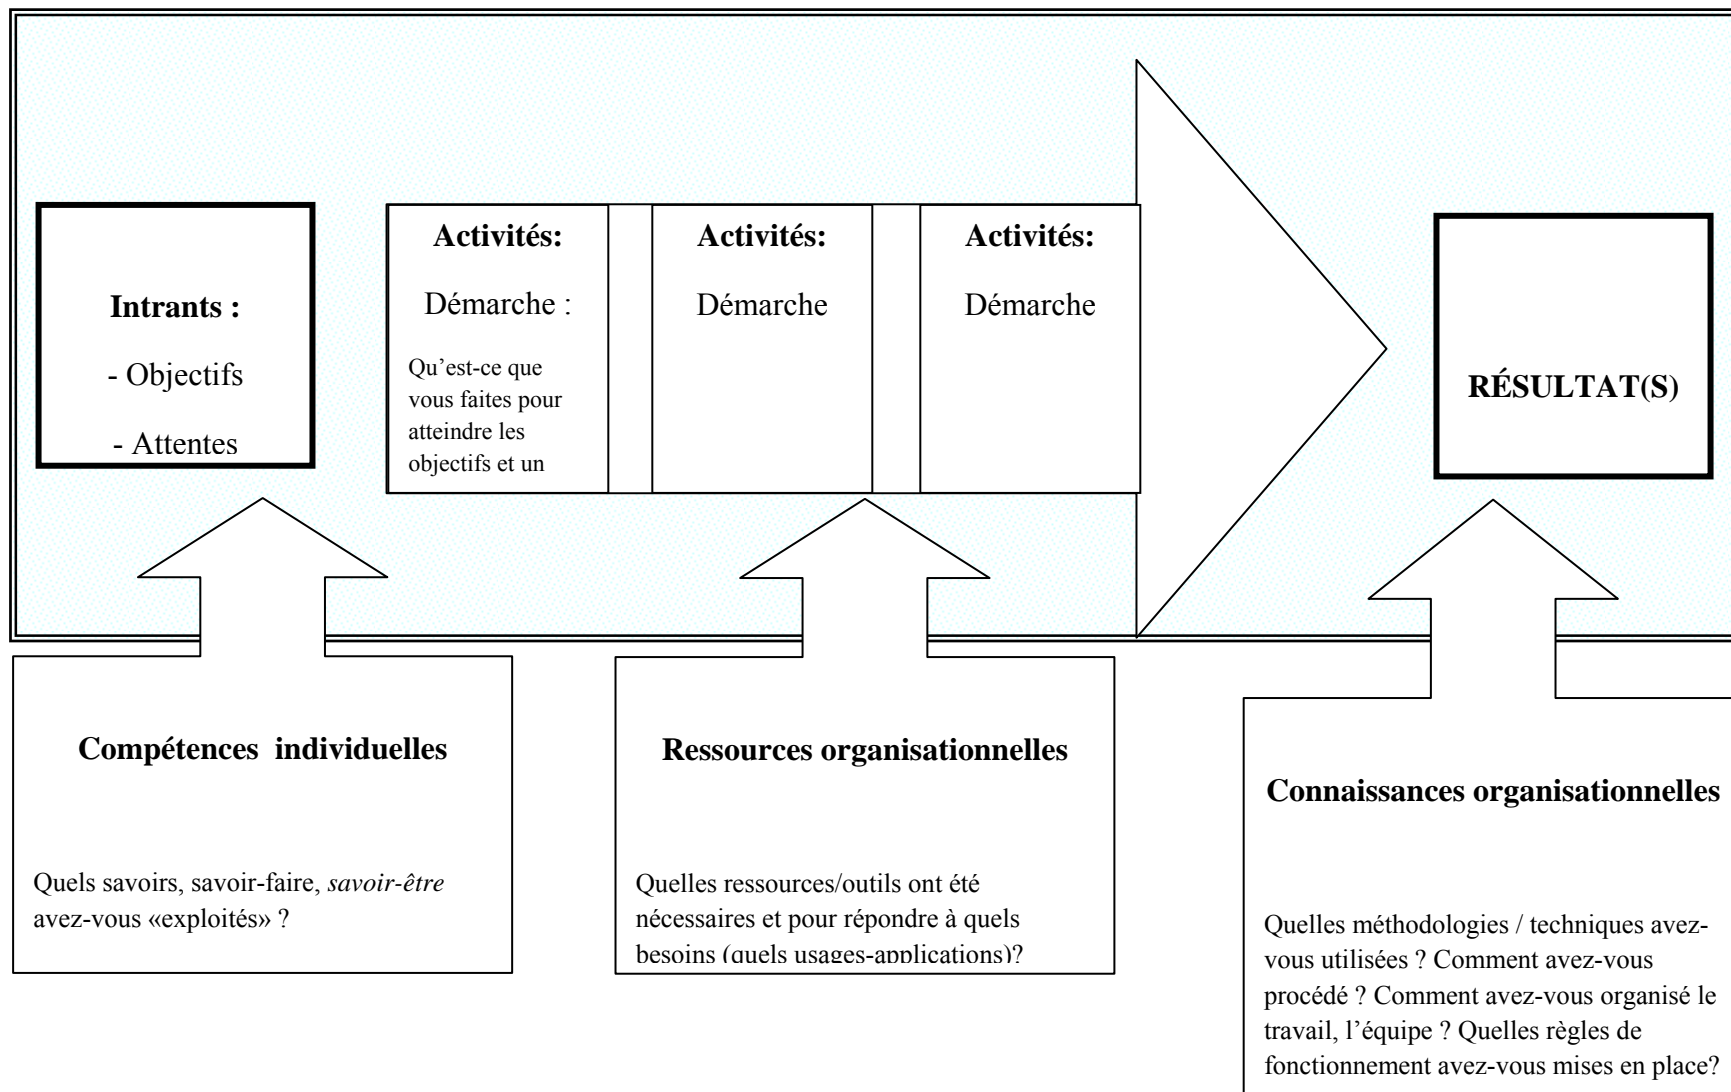 Intrants :
- Objectifs
- Attentes
Activités:
Démarche :
Qu’est-ce que
vous faites pour
atteindre les
objectifs et un
Activités:
Démarche
Activités:
Démarche
RÉSULTAT(S)
Compétences  individuelles
Quels savoirs, savoir-faire, savoir-être
avez-vous «exploités» ?
Ressources organisationnelles
Quelles ressources/outils ont été
nécessaires et pour répondre à quels
besoins (quels usages-applications)?
Connaissances organisationnelles
Quelles méthodologies / techniques avez-
vous utilisées ? Comment avez-vous
procédé ? Comment avez-vous organisé le
travail, l’équipe ? Quelles règles de
fonctionnement avez-vous mises en place?